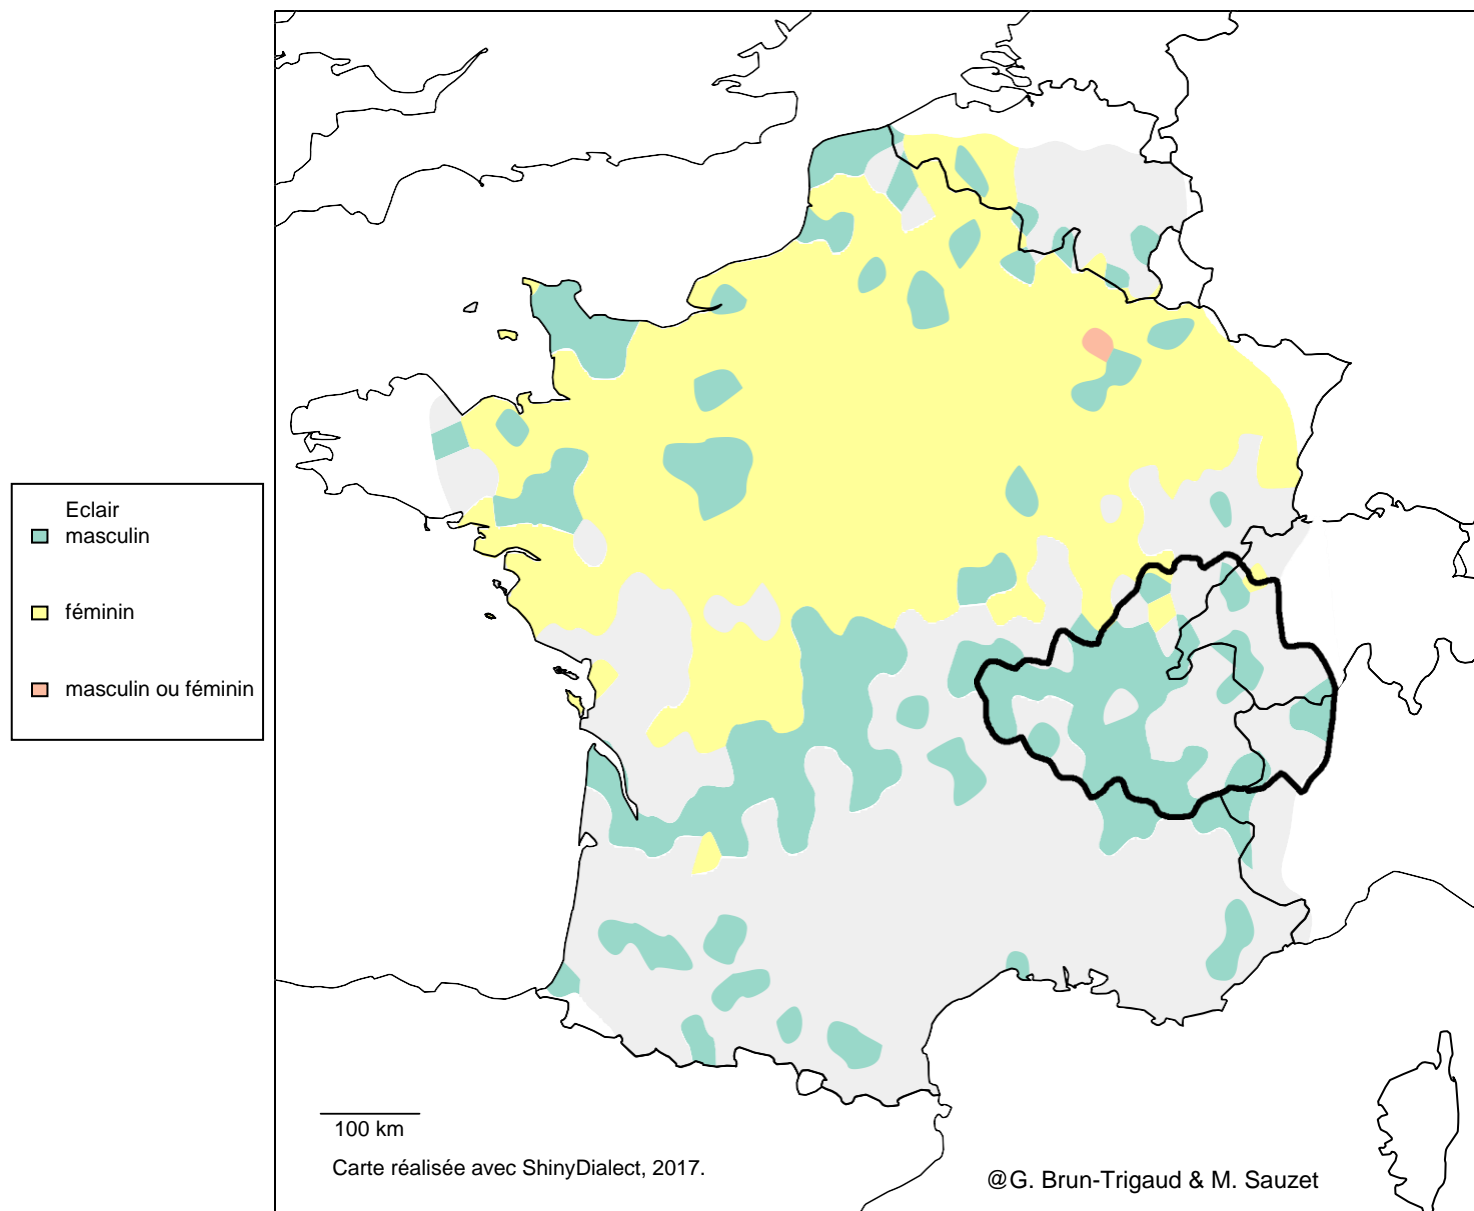 Eclair
masculin
féminin
masculin ou féminin
100 km
Carte réalisée avec ShinyDialect, 2017.
@G. Brun-Trigaud & M. Sauzet